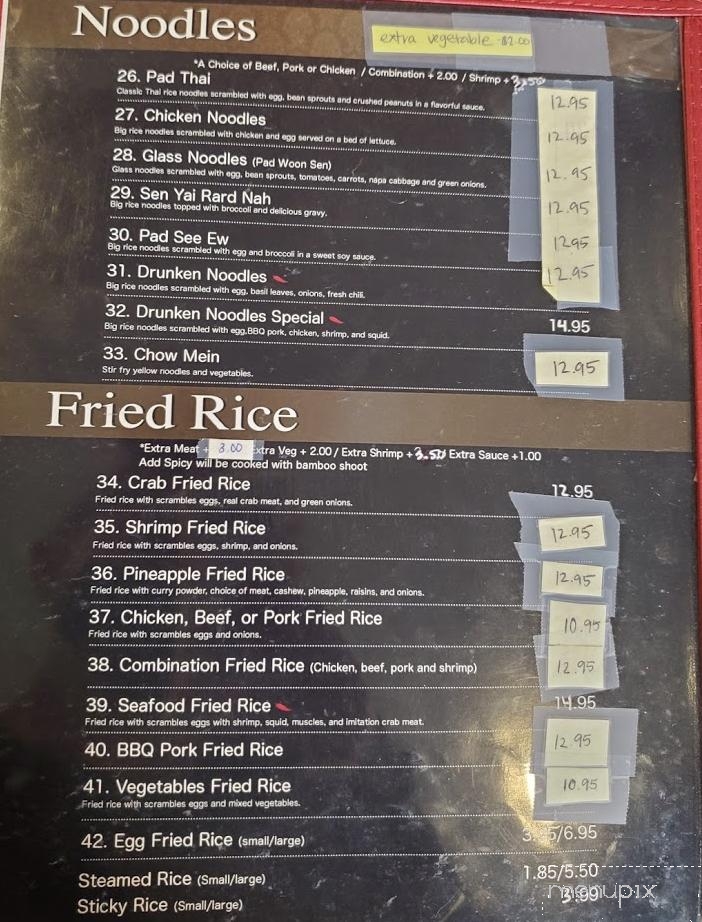 Noodles
extra vegetable $2.00
*A Choice of Beef, Pork or Chicken / Combination + 2.00 / Shrimp + 3.50
26. Pad Thai 12.95
Classic Thai rice noodles scrambled with egg, bean sprouts and crushed peanuts in a flavorful sauce.
27. Chicken Noodles 12.95
Big rice noodles scrambled with chicken and egg served on a bed of lettuce.
28. Glass Noodles (Pad Woon Sen) 12.95
Glass noodles scrambled with egg, bean sprouts, tomatoes, carrots, napa cabbage and green onions.
29. Sen Yai Rard Nah 12.95
Big rice noodles topped with broccoli and delicious gravy.
30. Pad See Ew 12.95
Big rice noodles scrambled with egg and broccoli in a sweet soy sauce.
31. Drunken Noodles 12.95
Big rice noodles scrambled with egg, basil leaves, onions, fresh chili.
32. Drunken Noodles Special 14.95
Big rice noodles scrambled with egg,BBQ pork, chicken, shrimp, and squid.
33. Chow Mein 12.95
Stir fry yellow noodles and vegetables.
Fried Rice
*Extra Meat + 3.00 Extra Veg + 2.00 / Extra Shrimp + 3.50/ Extra Sauce +1.00
Add Spicy will be cooked with bamboo shoot
34. Crab Fried Rice 12.95
Fried rice with scrambles eggs, real crab meat, and green onions.
35. Shrimp Fried Rice 12.95
Fried rice with scrambles eggs, shrimp, and onions.
36. Pineapple Fried Rice 12.95
Fried rice with curry powder, choice of meat, cashew, pineapple, raisins, and onions.
37. Chicken, Beef, or Pork Fried Rice 10.95
Fried rice with scrambles eggs and onions.
38. Combination Fried Rice (Chicken, beef, pork and shrimp) 12.95
39. Seafood Fried Rice 14.95
Fried rice with scrambles eggs with shrimp, squid, muscles, and imitation crab meat.
40. BBQ Pork Fried Rice 12.95
41. Vegetables Fried Rice 10.95
Fried rice with scrambles eggs and mixed vegetables.
42. Egg Fried Rice (small/large) /6.95
Steamed Rice (Small/large) 1.85/5.50
Sticky Rice (Small/large) 3.99
menupix